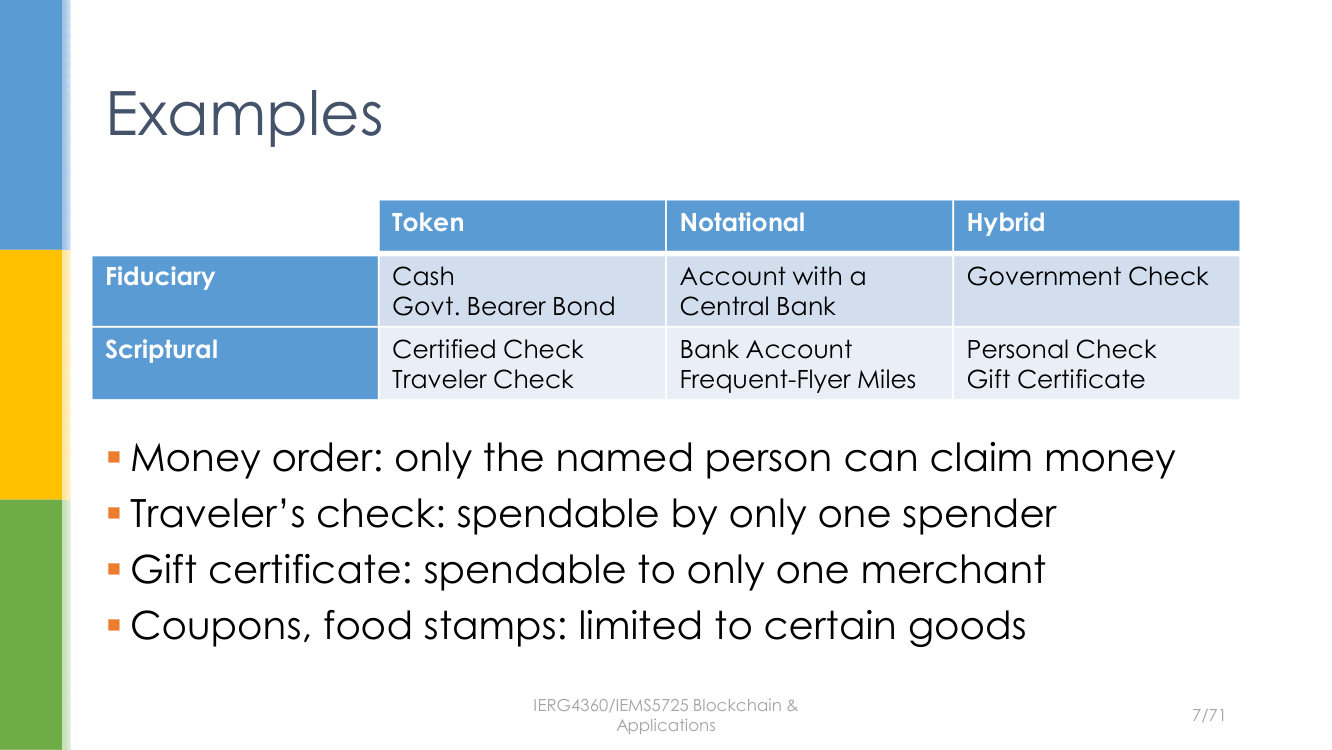 Examples
Token Notational Hybrid
Fiduciary Cash Account with a Government Check
Govt. Bearer Bond Central Bank
Scriptural Certified Check Bank Account Personal Check
Traveler Check Frequent-Flyer Miles Gift Certificate
▪ Money order: only the named person can claim money
▪ Traveler’s check: spendable by only one spender
▪ Gift certificate: spendable to only one merchant
▪ Coupons, food stamps: limited to certain goods
IERG4360/IEMS5725 Blockchain &
Applications
7/71